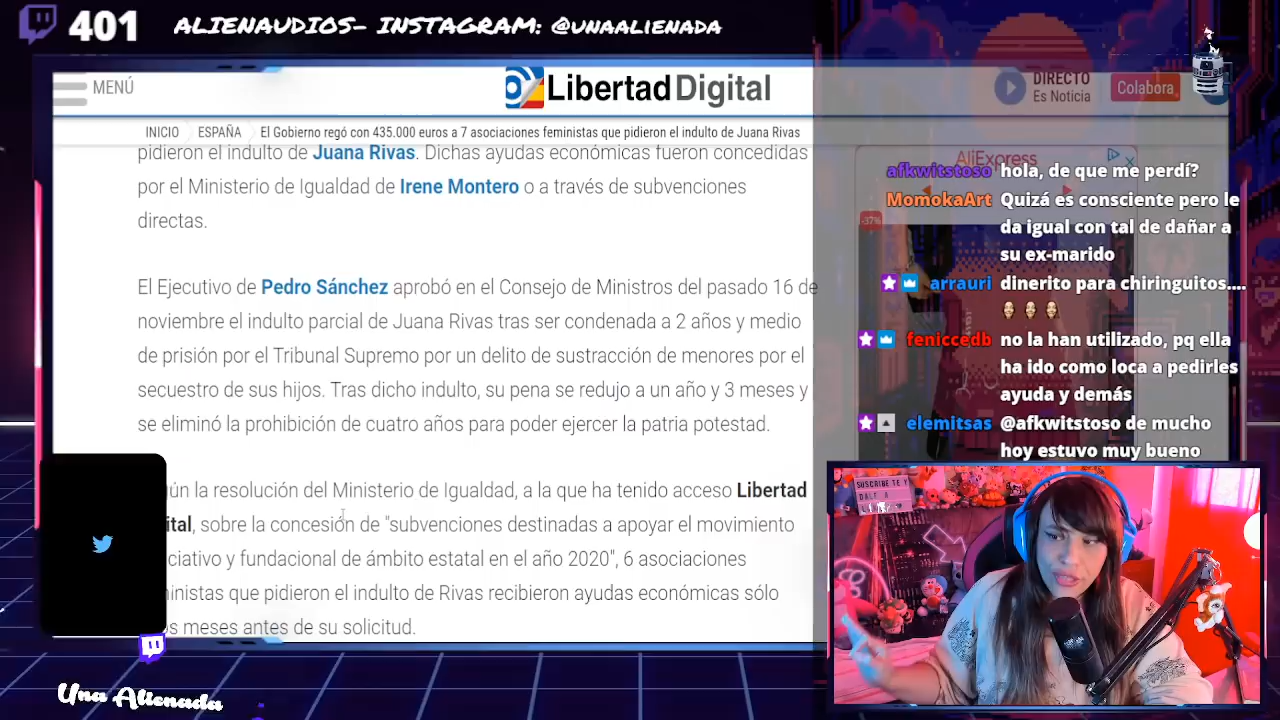 401
ALIENAUDIOS- INSTAGRAM: @UNAALIENADA
MENÚ
Libertad Digital
DIRECTO
Es Noticia
Colabora
INICIO
ESPAÑA
El Gobierno regó con 435.000 euros a 7 asociaciones feministas que pidieron el indulto de Juana Rivas
pidieron el indulto de Juana Rivas. Dichas ayudas económicas fueron concedidas
por el Ministerio de Igualdad de Irene Montero o a través de subvenciones
directas.
El Ejecutivo de Pedro Sánchez aprobó en el Consejo de Ministros del pasado 16 de
noviembre el indulto parcial de Juana Rivas tras ser condenada a 2 años y medio
de prisión por el Tribunal Supremo por un delito de sustracción de menores por el
secuestro de sus hijos. Tras dicho indulto, su pena se redujo a un año y 3 meses y
se eliminó la prohibición de cuatro años para poder ejercer la patria potestad.
ún la resolución del Ministerio de Igualdad, a la que ha tenido acceso Libertad
ital, sobre la concesión de "subvenciones destinadas a apoyar el movimiento
ciativo y fundacional de ámbito estatal en el año 2020", 6 asociaciones
inistas que pidieron el indulto de Rivas recibieron ayudas económicas sólo
s meses antes de su solicitud.
AliExpress
-37%
afkwitstoso hola, de que me perdí?
MomokaArt Quizá es consciente pero le
da igual con tal de dañar a
su ex-marido
arrauri dinerito para chiringuitos....
feniccedb no la han utilizado, pq ella
ha ido como loca a pedirles
ayuda y demás
elemitsas @afkwitstoso de mucho
hoy estuvo muy bueno
SUSCRIBE TE Y
DALE A
Una Alienada